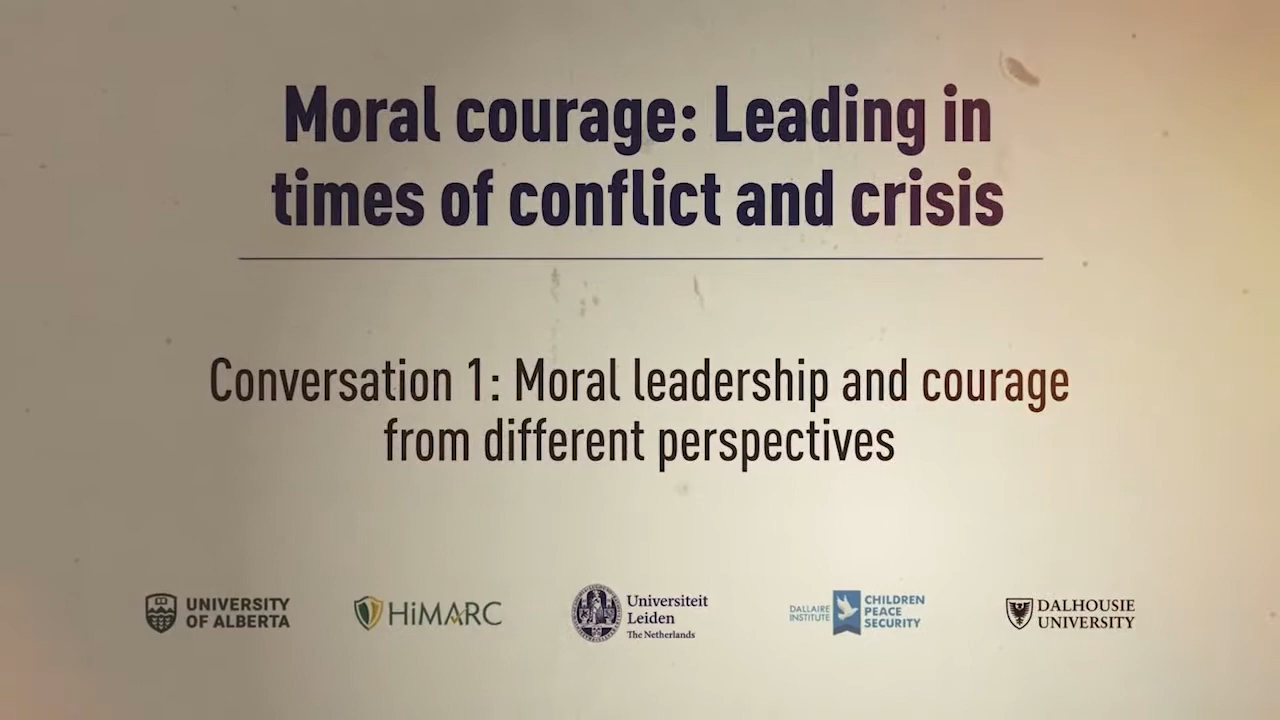 Moral courage: Leading in
times of conflict and crisis
Conversation 1: Moral leadership and courage
from different perspectives
UNIVERSITY
OF ALBERTA
HiMARC
Universiteit
Leiden
The Netherlands
DALLAIRE
INSTITUTE
CHILDREN
PEACE
SECURITY
DALHOUSIE
UNIVERSITY